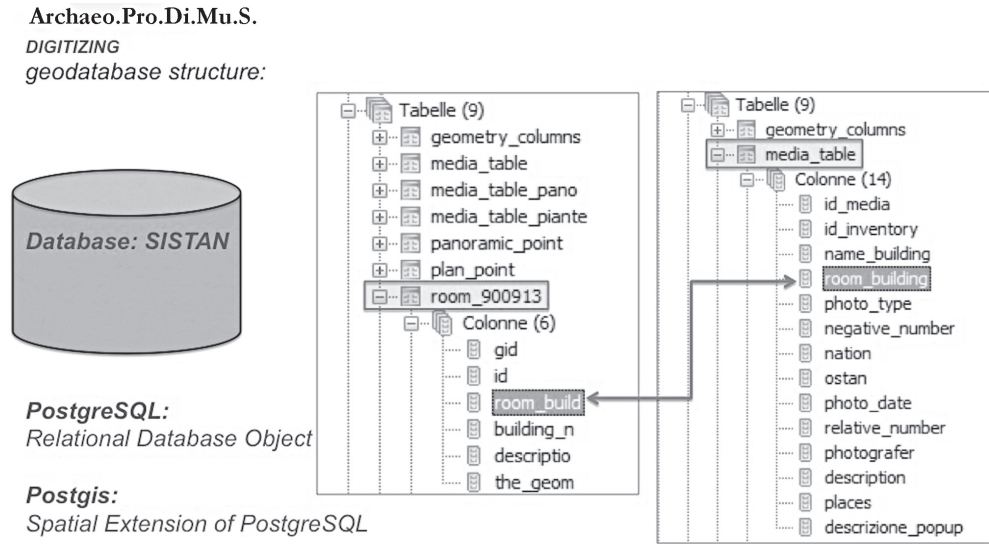 Archaeo.Pro.Di.Mu.S.
DIGITIZING
geodatabase structure:
Database: SISTAN
PostgreSQL:
Relational Database Object
Postgis:
Spatial Extension of PostgreSQL
Tabelle (9)
geometry_columns
media_table
media_table_pano
media_table_piante
panoramic_point
plan_point
room_900913
Colonne (6)
gid
id
room_build
building_n
descriptio
the_geom
Tabelle (9)
geometry_columns
media_table
Colonne (14)
id_media
id_inventory
name_building
room_building
photo_type
negative_number
nation
ostan
photo_date
relative_number
photografer
description
places
descrizione_popup